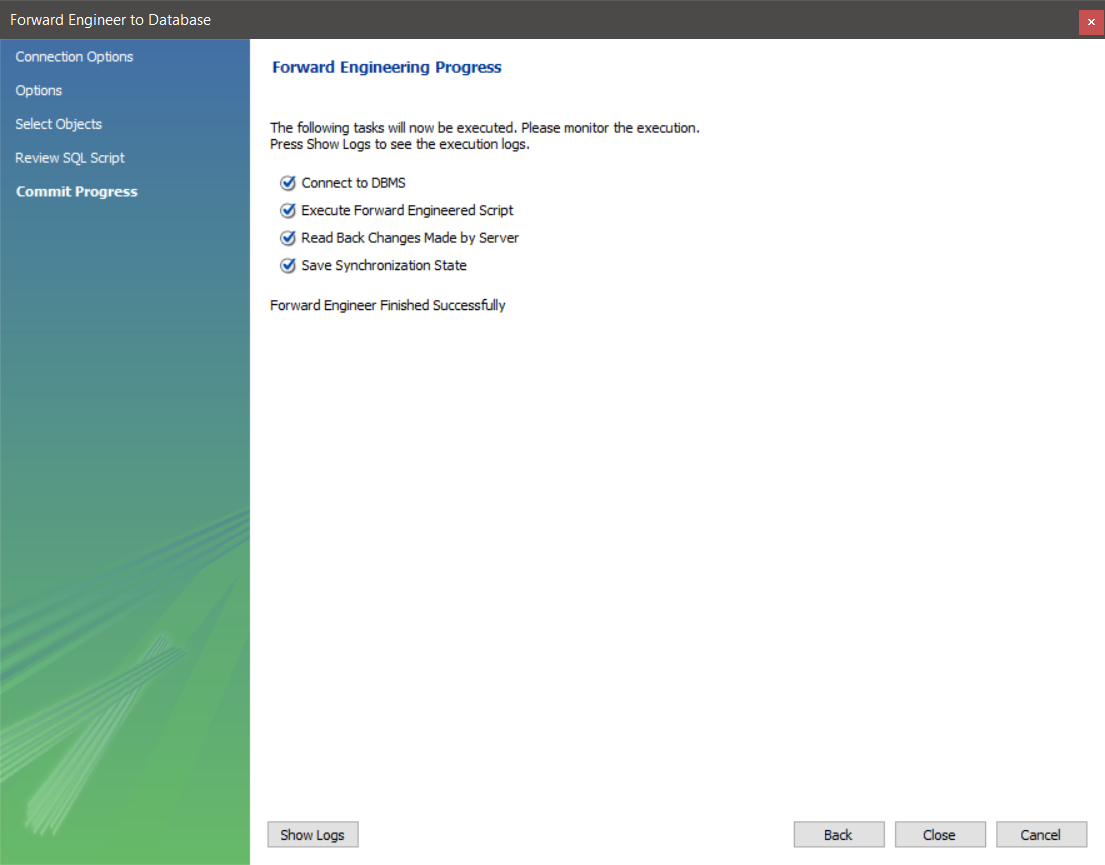 Forward Engineer to Database
Connection Options
Options
Select Objects
Review SQL Script
Commit Progress
Forward Engineering Progress
The following tasks will now be executed. Please monitor the execution.
Press Show Logs to see the execution logs.
Connect to DBMS
Execute Forward Engineered Script
Read Back Changes Made by Server
Save Synchronization State
Forward Engineer Finished Successfully
Show Logs
Back
Close
Cancel